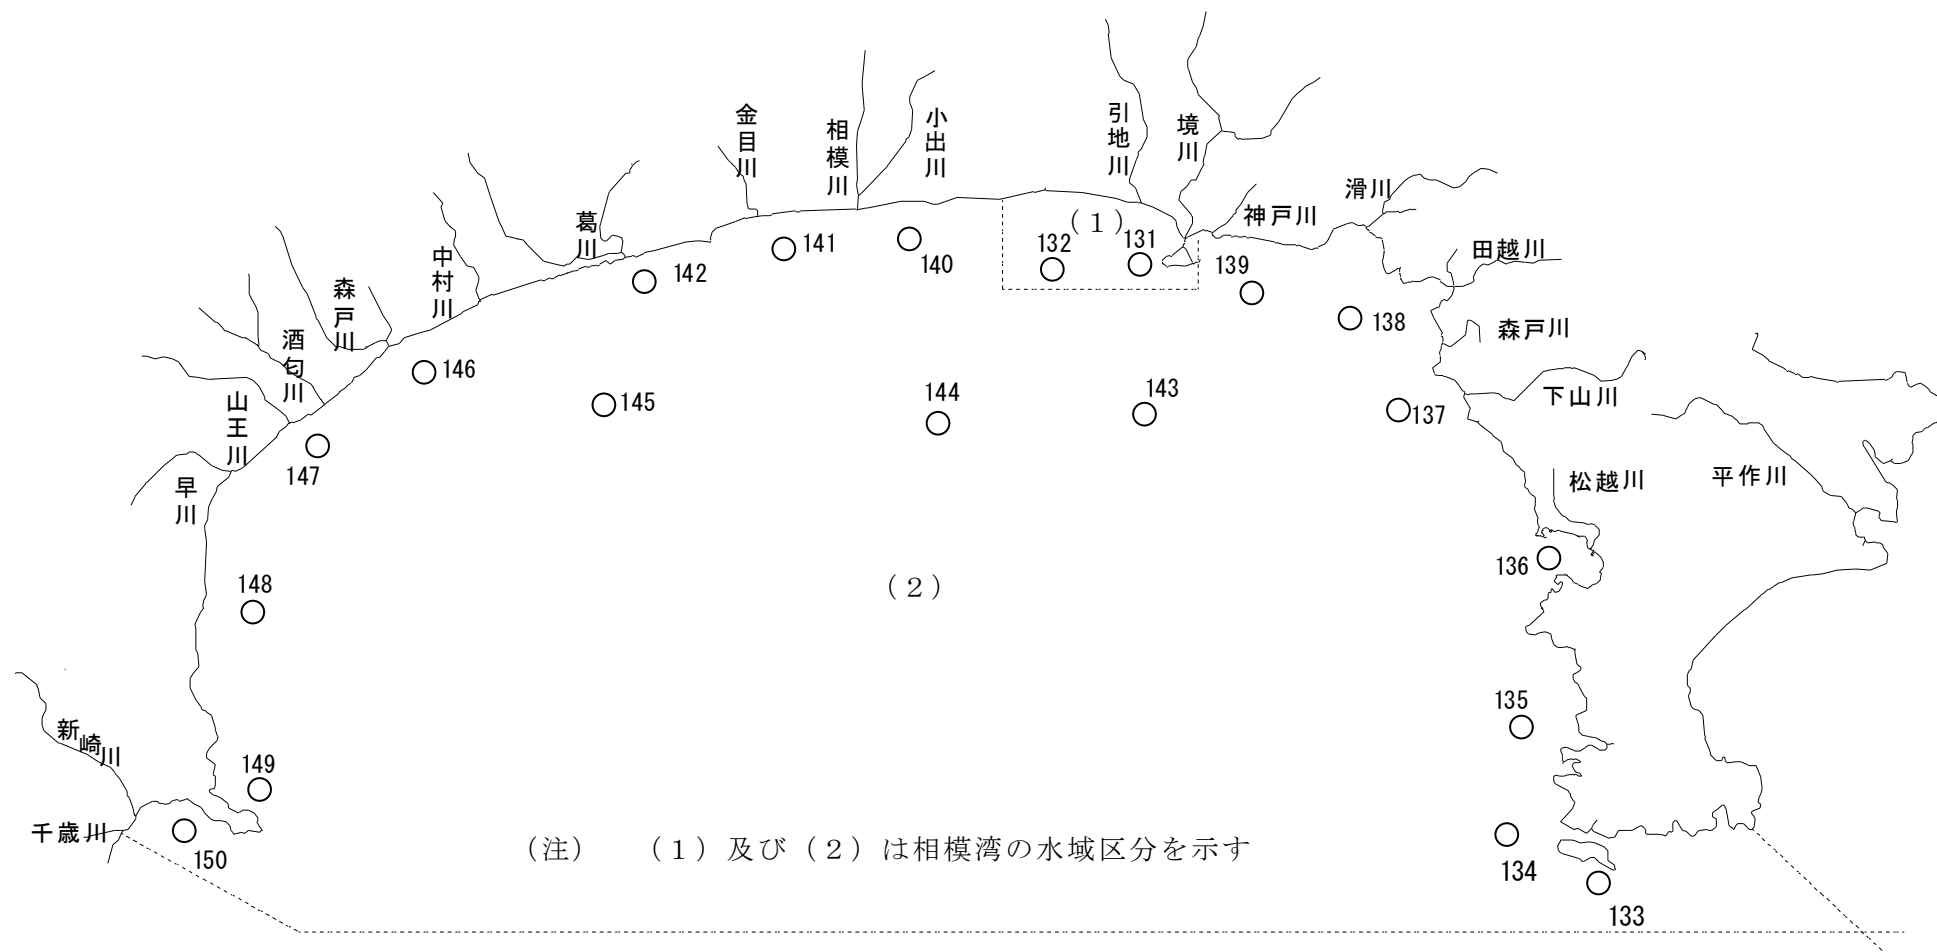 金目川
相模川
小出川
引地川
境川
神戸川
滑川
田越川
森戸川
下山川
松越川
平作川
葛川
中村川
森戸川
酒匂川
山王川
早川
新崎川
千歳川
（１）
132
131
139
138
140
141
142
146
145
144
143
137
147
136
148
（２）
135
149
150
134
133
（注）　（１）及び（２）は相模湾の水域区分を示す